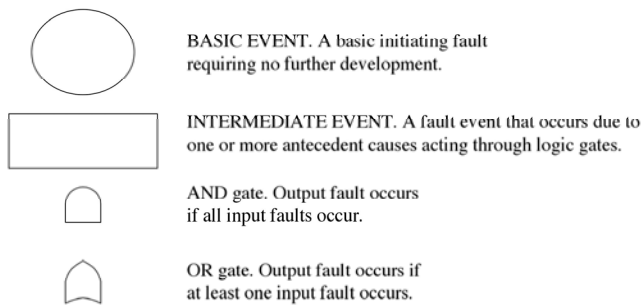 BASIC EVENT. A basic initiating fault
requiring no further development.
INTERMEDIATE EVENT. A fault event that occurs due to
one or more antecedent causes acting through logic gates.
AND gate. Output fault occurs
if all input faults occur.
OR gate. Output fault occurs if
at least one input fault occurs.